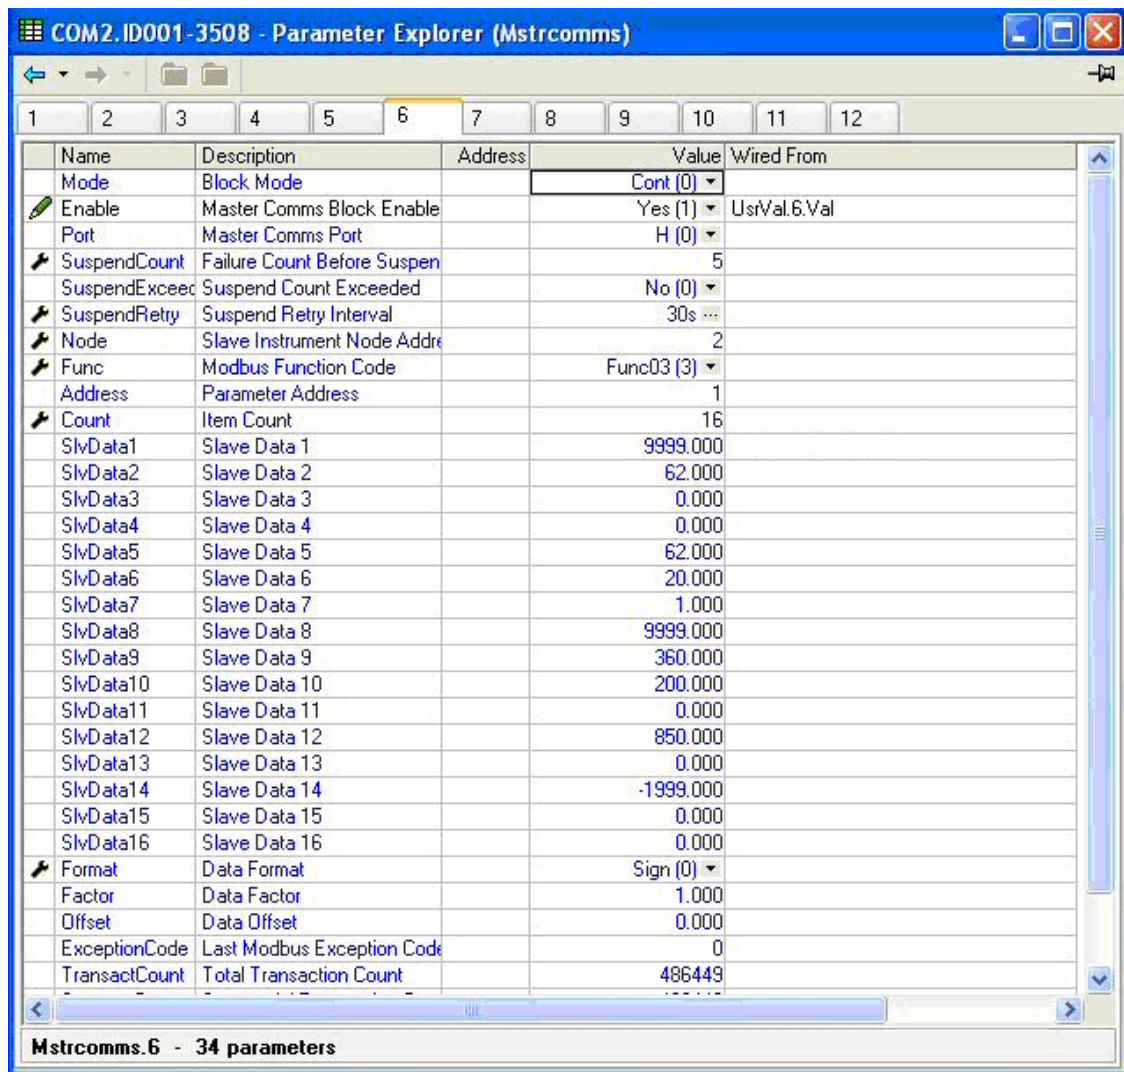 COM2.ID001-3508 - Parameter Explorer (Mstrcomms)
1 2 3 4 5 6 7 8 9 10 11 12
Name Description Address Value Wired From
Mode Block Mode Cont (0)
Enable Master Comms Block Enable Yes (1) UsrVal.6.Val
Port Master Comms Port H (0)
SuspendCount Failure Count Before Suspen 5
SuspendExceed Suspend Count Exceeded No (0)
SuspendRetry Suspend Retry Interval 30s ...
Node Slave Instrument Node Addre 2
Func Modbus Function Code Func03 (3)
Address Parameter Address 1
Count Item Count 16
SlvData1 Slave Data 1 9999.000
SlvData2 Slave Data 2 62.000
SlvData3 Slave Data 3 0.000
SlvData4 Slave Data 4 0.000
SlvData5 Slave Data 5 62.000
SlvData6 Slave Data 6 20.000
SlvData7 Slave Data 7 1.000
SlvData8 Slave Data 8 9999.000
SlvData9 Slave Data 9 360.000
SlvData10 Slave Data 10 200.000
SlvData11 Slave Data 11 0.000
SlvData12 Slave Data 12 850.000
SlvData13 Slave Data 13 0.000
SlvData14 Slave Data 14 -1999.000
SlvData15 Slave Data 15 0.000
SlvData16 Slave Data 16 0.000
Format Data Format Sign (0)
Factor Data Factor 1.000
Offset Data Offset 0.000
ExceptionCode Last Modbus Exception Code 0
TransactCount Total Transaction Count 486449
Mstrcomms.6 - 34 parameters